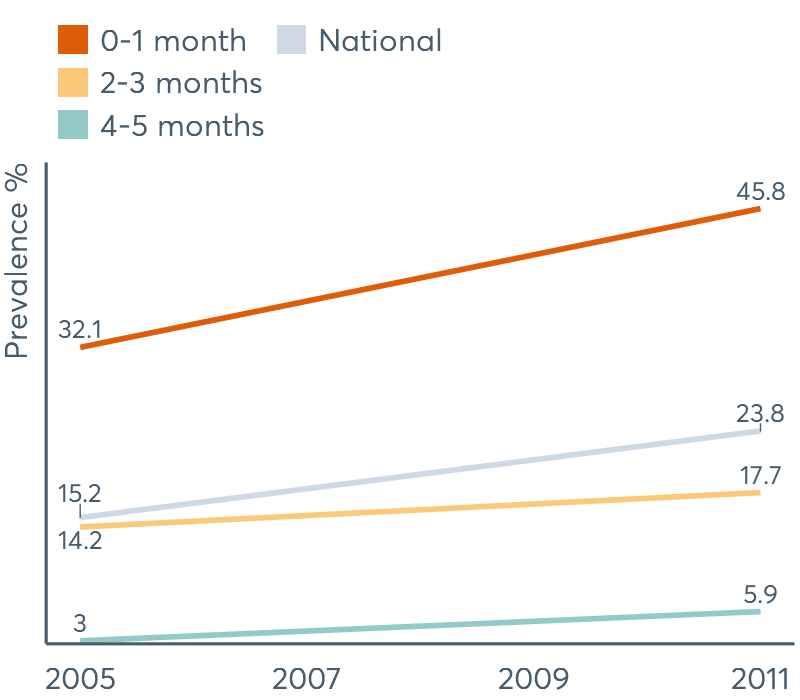 0-1 month National
2-3 months
4-5 months
Prevalence %
45.8
32.1
23.8
17.7
15.2
14.2
5.9
3
2005 2007 2009 2011